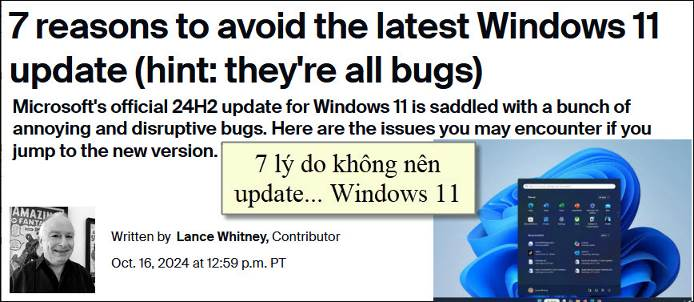 7 reasons to avoid the latest Windows 11
update (hint: they're all bugs)
Microsoft's official 24H2 update for Windows 11 is saddled with a bunch of
annoying and disruptive bugs. Here are the issues you may encounter if you
jump to the new version.
7 lý do không nên
update... Windows 11
AMAZING
FANTA
Written by Lance Whitney, Contributor
Oct. 16, 2024 at 12:59 p.m. PT